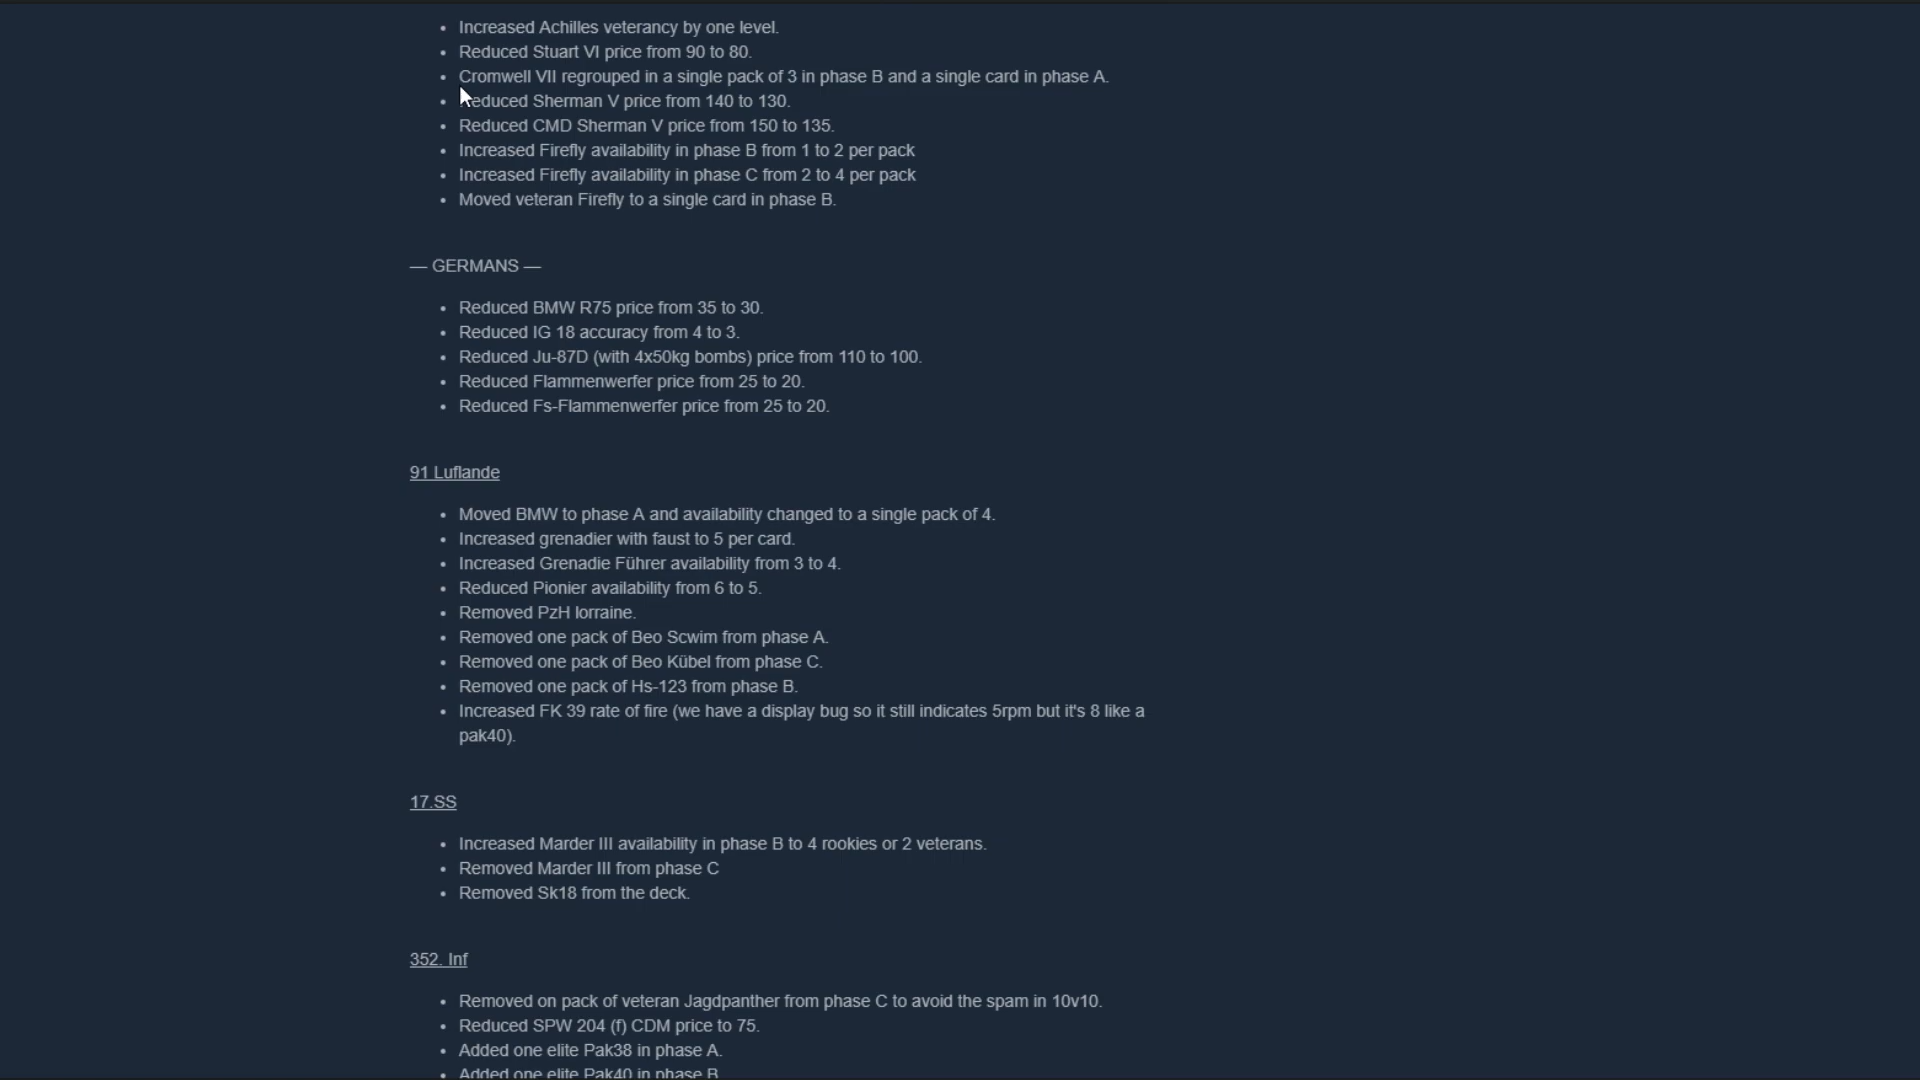 Increased Achilles veterancy by one level.
Reduced Stuart VI price from 90 to 80.
Cromwell VII regrouped in a single pack of 3 in phase B and a single card in phase A.
Reduced Sherman V price from 140 to 130.
Reduced CMD Sherman V price from 150 to 135.
Increased Firefly availability in phase B from 1 to 2 per pack
Increased Firefly availability in phase C from 2 to 4 per pack
Moved veteran Firefly to a single card in phase B.
— GERMANS —
Reduced BMW R75 price from 35 to 30.
Reduced IG 18 accuracy from 4 to 3.
Reduced Ju-87D (with 4x50kg bombs) price from 110 to 100.
Reduced Flammenwerfer price from 25 to 20.
Reduced Fs-Flammenwerfer price from 25 to 20.
91 Luflande
Moved BMW to phase A and availability changed to a single pack of 4.
Increased grenadier with faust to 5 per card.
Increased Grenadie Führer availability from 3 to 4.
Reduced Pionier availability from 6 to 5.
Removed PzH lorraine.
Removed one pack of Beo Scwim from phase A.
Removed one pack of Beo Kübel from phase C.
Removed one pack of Hs-123 from phase B.
Increased FK 39 rate of fire (we have a display bug so it still indicates 5rpm but it's 8 like a
pak40).
17.SS
Increased Marder III availability in phase B to 4 rookies or 2 veterans.
Removed Marder III from phase C
Removed Sk18 from the deck.
352. Inf
Removed on pack of veteran Jagdpanther from phase C to avoid the spam in 10v10.
Reduced SPW 204 (f) CDM price to 75.
Added one elite Pak38 in phase A.
Added one elite Pak40 in phase B